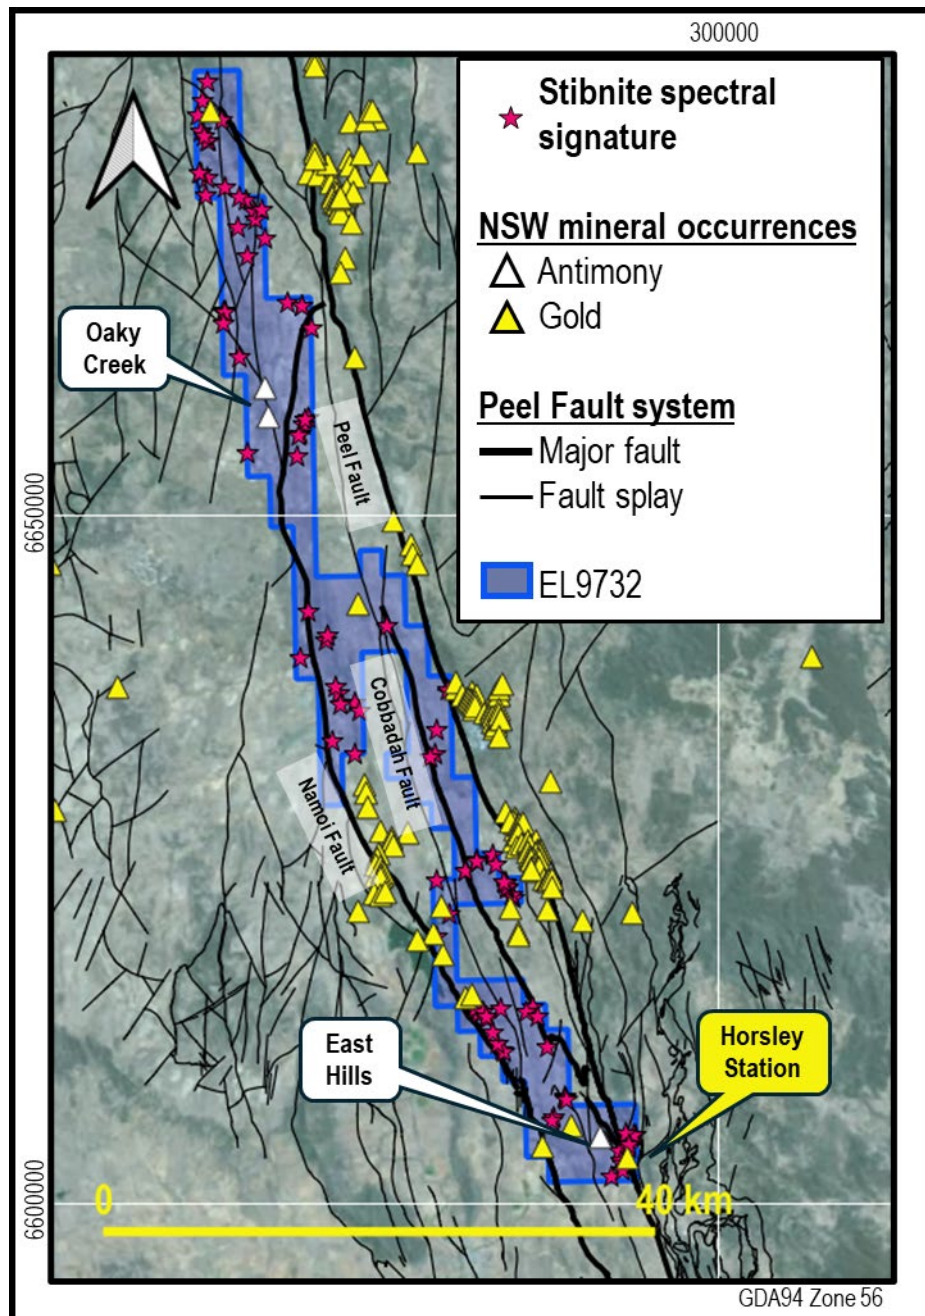 300000
Stibnite spectral
signature
NSW mineral occurrences
Antimony
Gold
Peel Fault system
Major fault
Fault splay
EL9732
Oaky
Creek
Peel Fault
6650000
Cobbadah Fault
Namoi Fault
East
Hills
Horsley
Station
6600000
0 40 km
GDA94 Zone 56